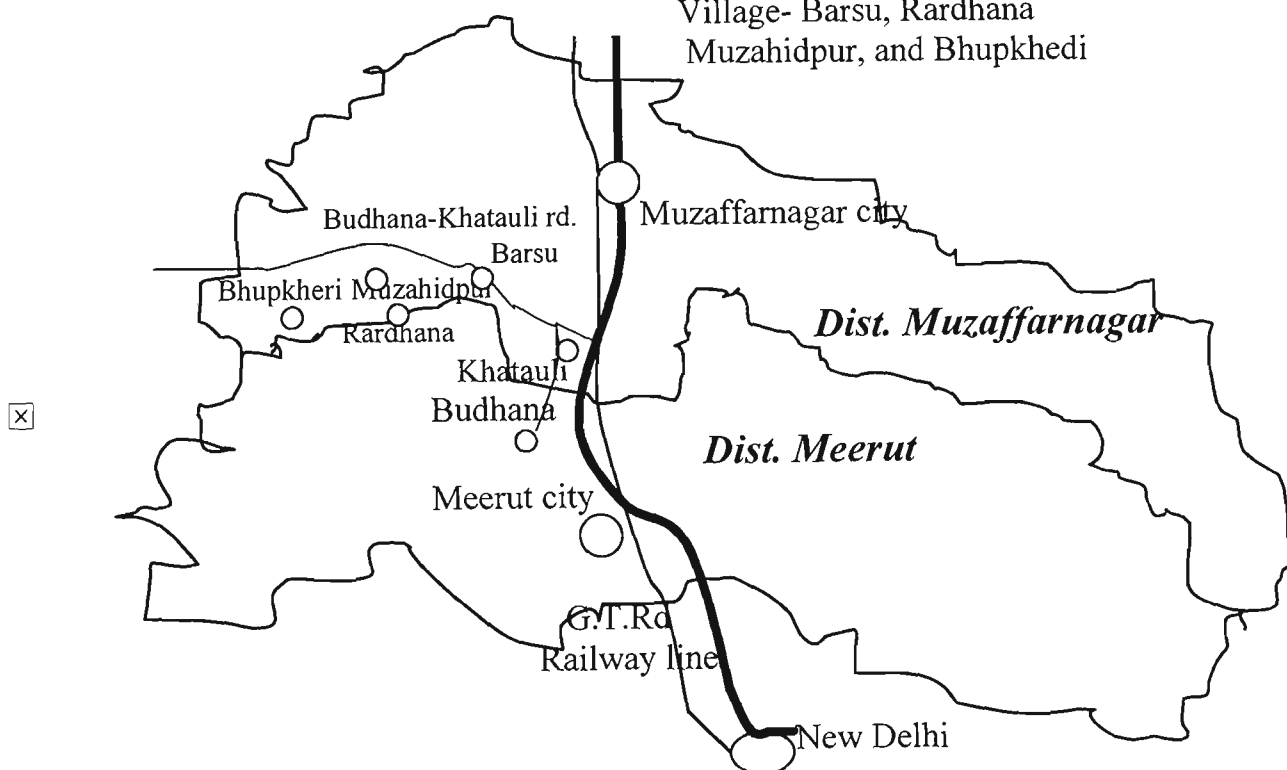 Village- Barsu, Rardhana
Muzahidpur, and Bhupkhedi
Muzaffarnagar city
Budhana-Khatauli rd.
Barsu
Bhupkheri Muzahidpur
Rardhana
Dist. Muzaffarnagar
Khatauli
Budhana
Dist. Meerut
Meerut city
G.T.Rd
Railway line
New Delhi